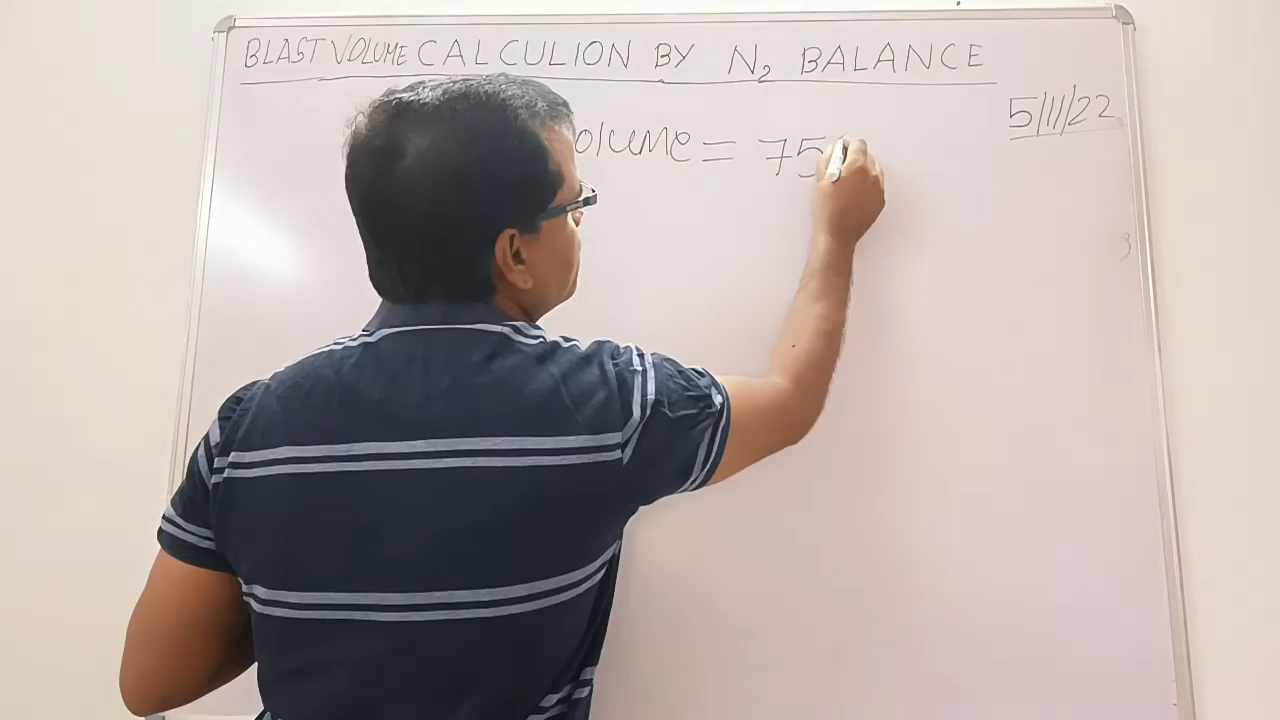 BLAST VOLUME CALCULION BY N₂ BALANCE
5/11/22
olume = 75